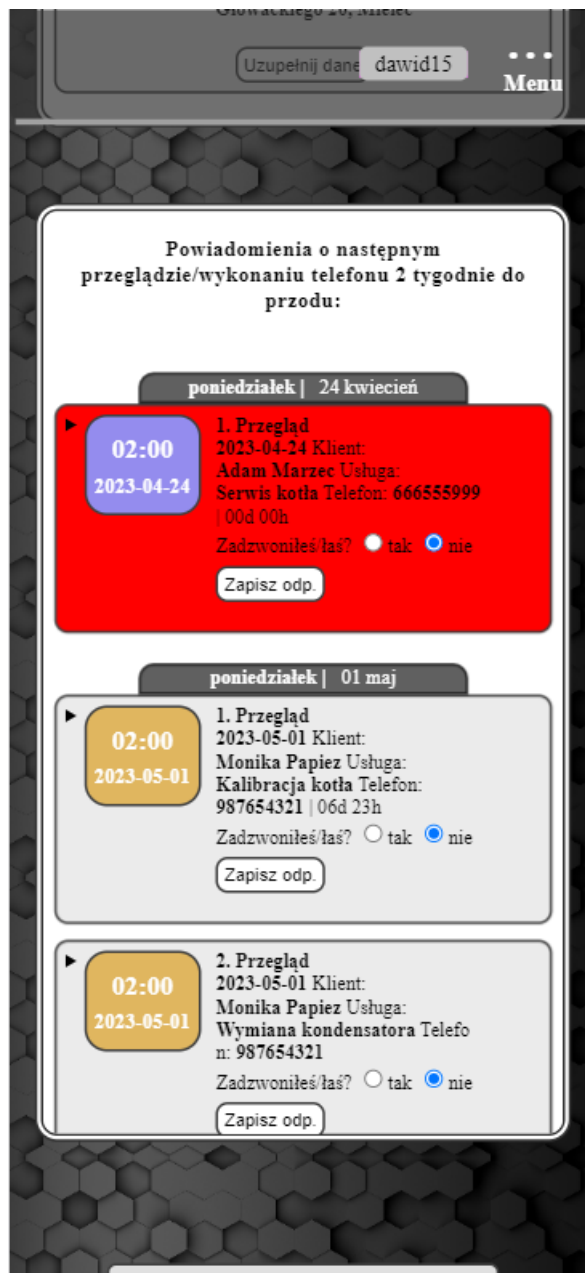 Głowackiego 20, Mielec
Uzupełnij dane
dawid15
Menu
Powiadomienia o następnym
przeglądzie/wykonaniu telefonu 2 tygodnie do
przodu:
poniedziałek | 24 kwiecień
02:00
2023-04-24
1. Przegląd
2023-04-24 Klient:
Adam Marzec Usługa:
Serwis kotła Telefon: 666555999
| 00d 00h
Zadzwoniłeś/łaś? tak nie
Zapisz odp.
poniedziałek | 01 maj
02:00
2023-05-01
1. Przegląd
2023-05-01 Klient:
Monika Papiez Usługa:
Kalibracja kotła Telefon:
987654321 | 06d 23h
Zadzwoniłeś/łaś? tak nie
Zapisz odp.
02:00
2023-05-01
2. Przegląd
2023-05-01 Klient:
Monika Papiez Usługa:
Wymiana kondensatora Telefo
n: 987654321
Zadzwoniłeś/łaś? tak nie
Zapisz odp.